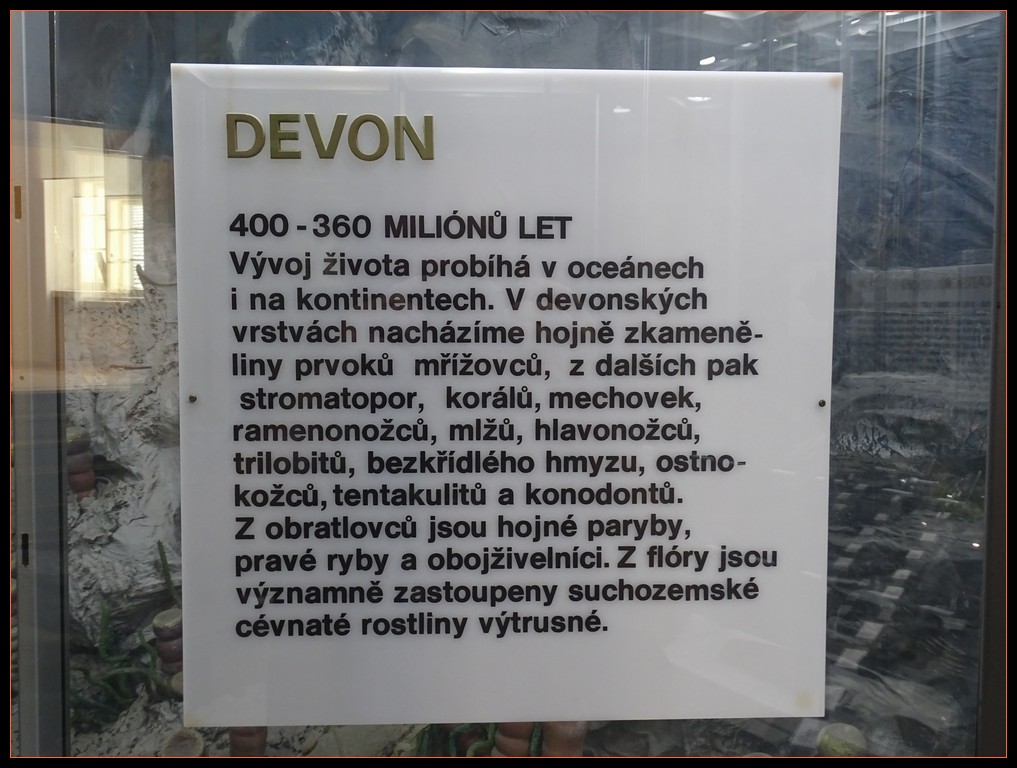 DEVON
400 - 360 MILIÓNŮ LET
Vývoj života probíhá v oceánech
i na kontinentech. V devonských
vrstvách nacházíme hojně zkameně-
liny prvoků mřížovců, z dalších pak
stromatopor, korálů, mechovek,
ramenonožců, mlžů, hlavonožců,
trilobitů, bezkřídlého hmyzu, ostno-
kožců, tentakulitů a konodontů.
Z obratlovců jsou hojné paryby,
pravé ryby a obojživelníci. Z flóry jsou
významně zastoupeny suchozemské
cévnaté rostliny výtrusné.